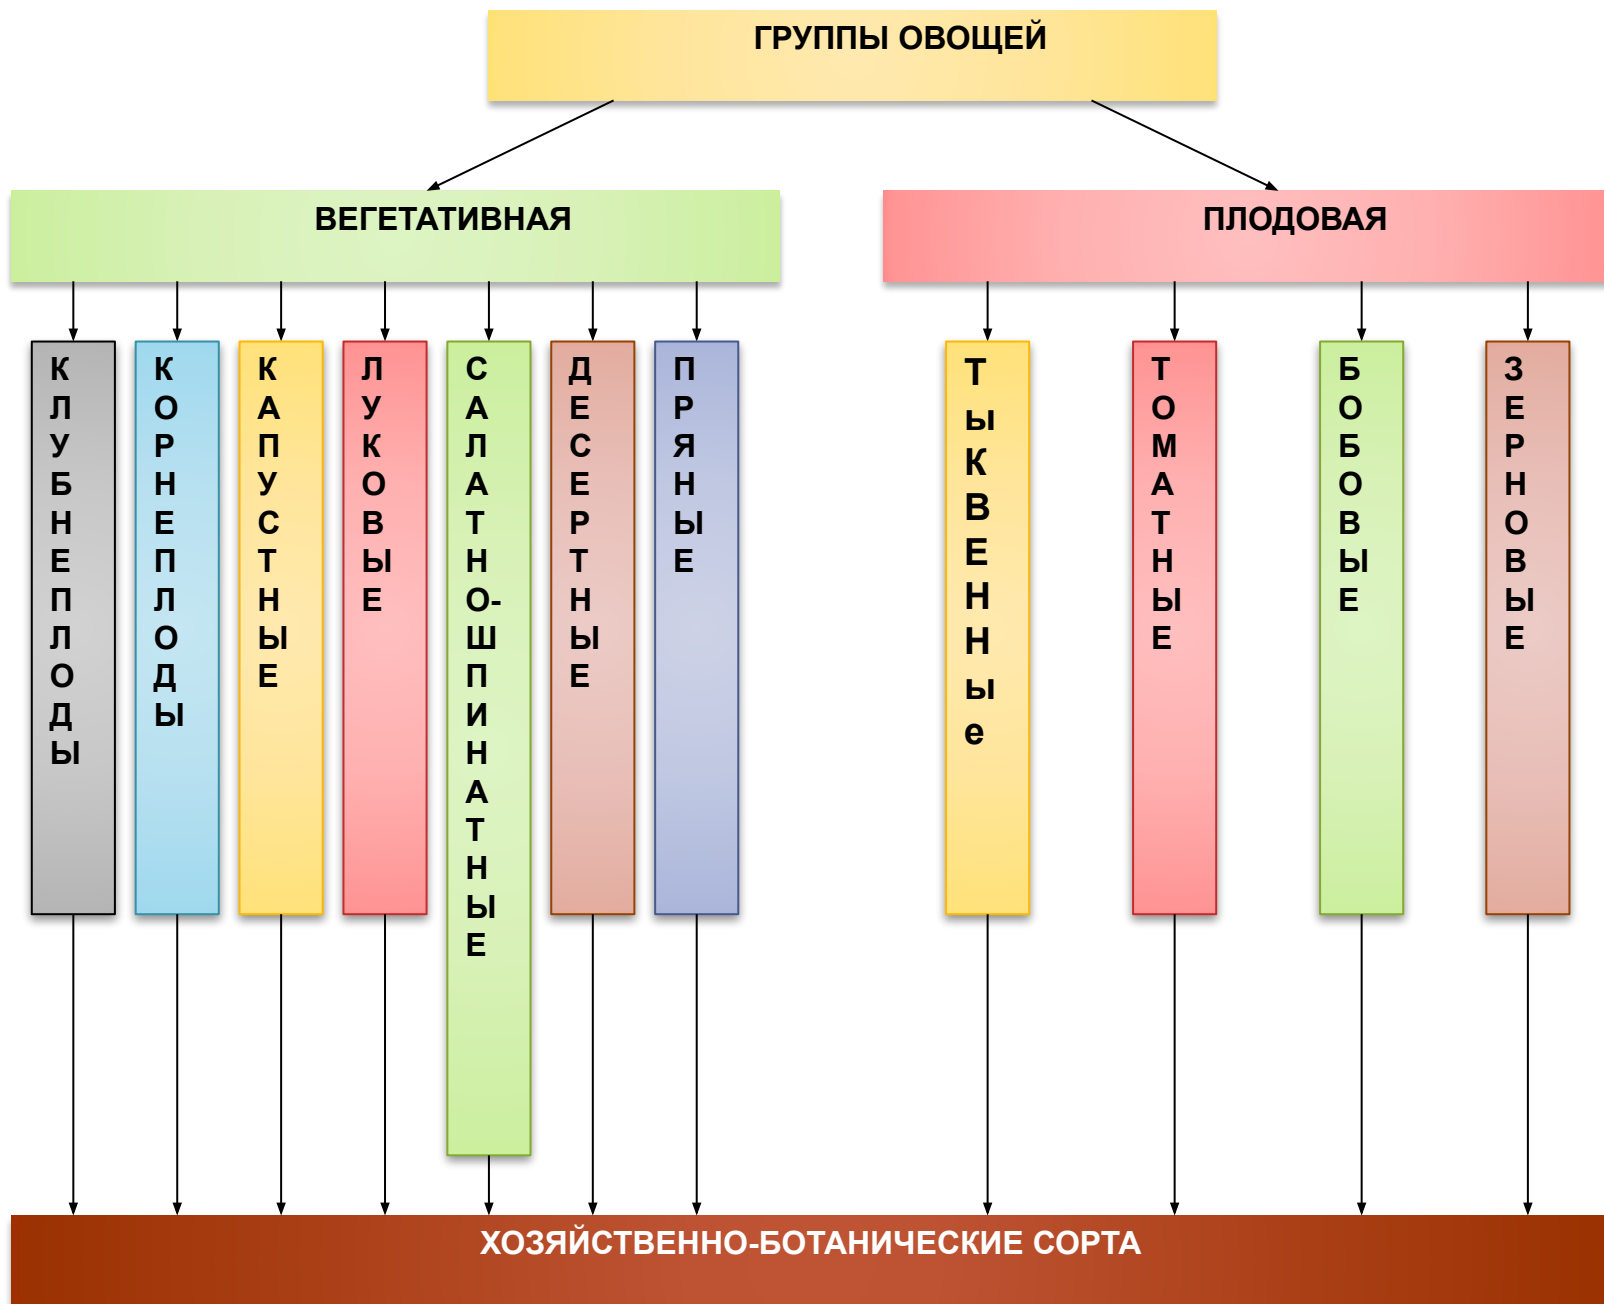 ГРУППЫ ОВОЩЕЙ
ВЕГЕТАТИВНАЯ
ПЛОДОВАЯ
КЛУБНЕПЛОДЫ
КОРНЕПЛОДЫ
КАПУСТНЫЕ
ЛУКОВЫЕ
САЛАТНО-ШПИНАТНЫЕ
ДЕСЕРТНЫЕ
ПРЯНЫЕ
ТыКВЕННые
ТОМАТНЫЕ
БОБОВЫЕ
ЗЕРНОВЫЕ
ХОЗЯЙСТВЕННО-БОТАНИЧЕСКИЕ СОРТА